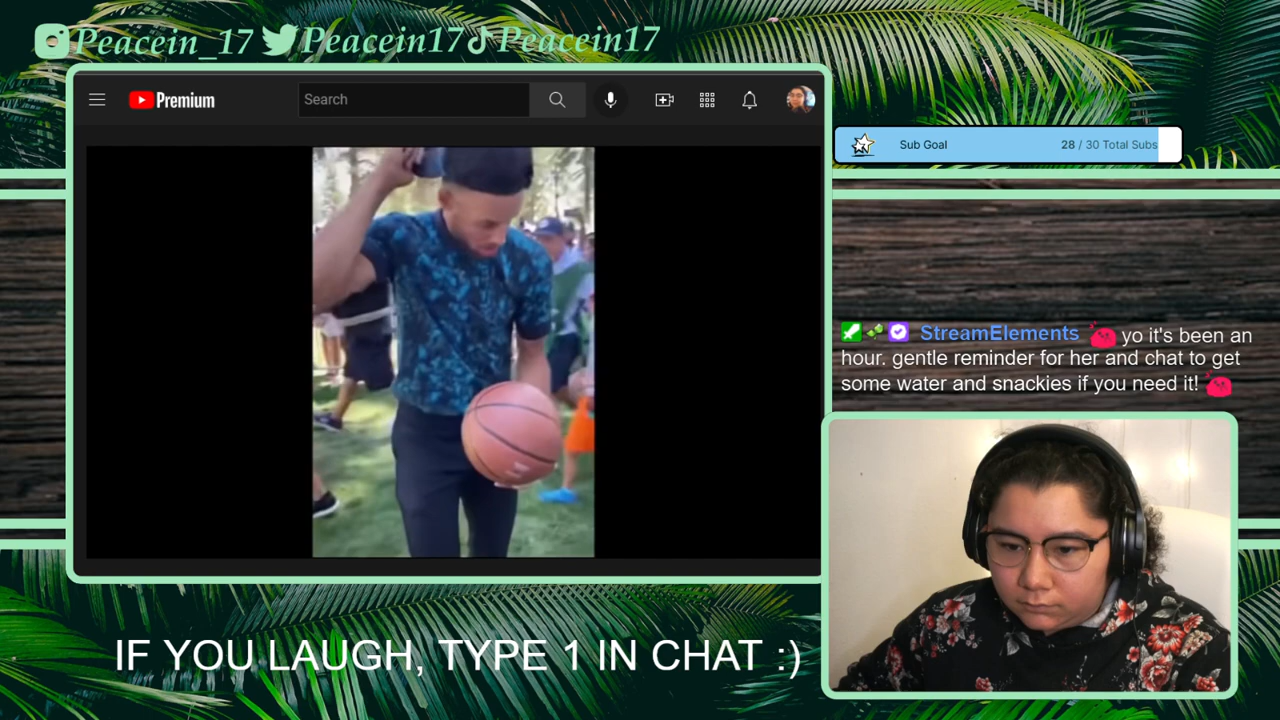 Peacein_17 Peacein17 Peacein17
Premium
Search
Sub Goal 28 / 30 Total Subs
StreamElements yo it's been an
hour. gentle reminder for her and chat to get
some water and snackies if you need it!
IF YOU LAUGH, TYPE 1 IN CHAT :)